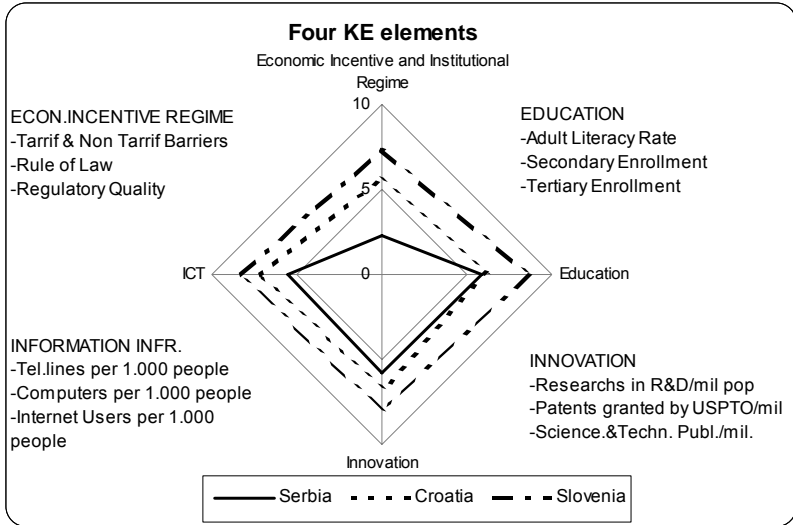 Four KE elements
Economic Incentive and Institutional
Regime
10
5
0
ECON.INCENTIVE REGIME
-Tarrif & Non Tarrif Barriers
-Rule of Law
-Regulatory Quality
EDUCATION
-Adult Literacy Rate
-Secondary Enrollment
-Tertiary Enrollment
ICT
Education
INFORMATION INFR.
-Tel.lines per 1.000 people
-Computers per 1.000 people
-Internet Users per 1.000
people
INNOVATION
-Researchs in R&D/mil pop
-Patents granted by USPTO/mil
-Science.&Techn. Publ./mil.
Innovation
Serbia
Croatia
Slovenia